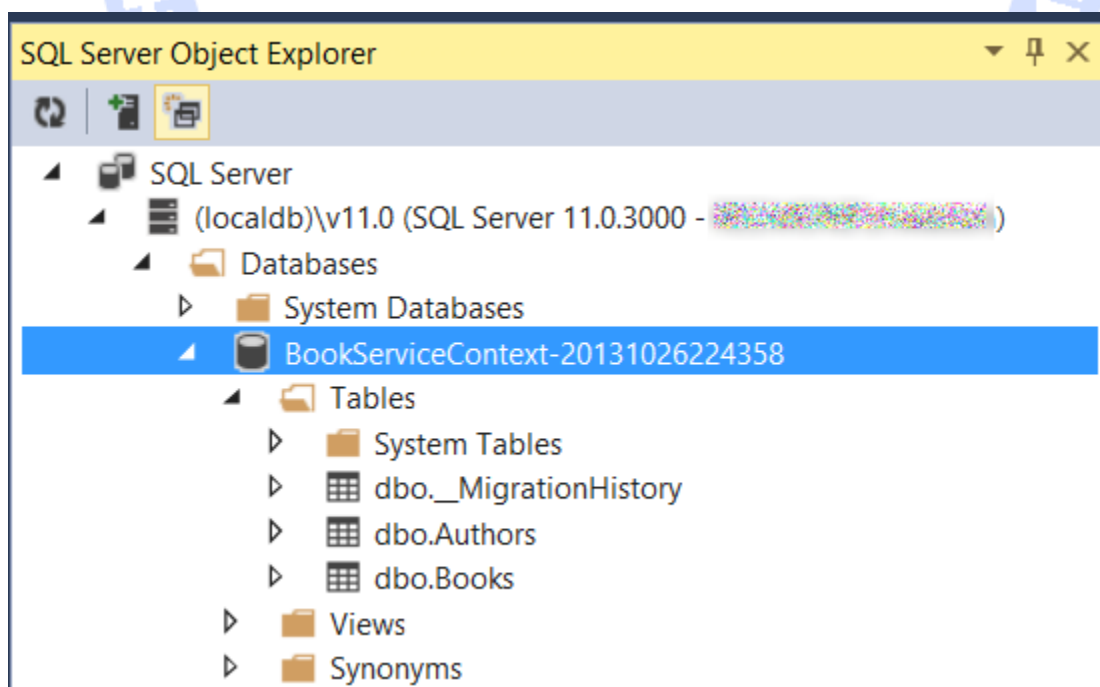 SQL Server Object Explorer
SQL Server
(localdb)\v11.0 (SQL Server 11.0.3000 - )
Databases
System Databases
BookServiceContext-20131026224358
Tables
System Tables
dbo.__MigrationHistory
dbo.Authors
dbo.Books
Views
Synonyms